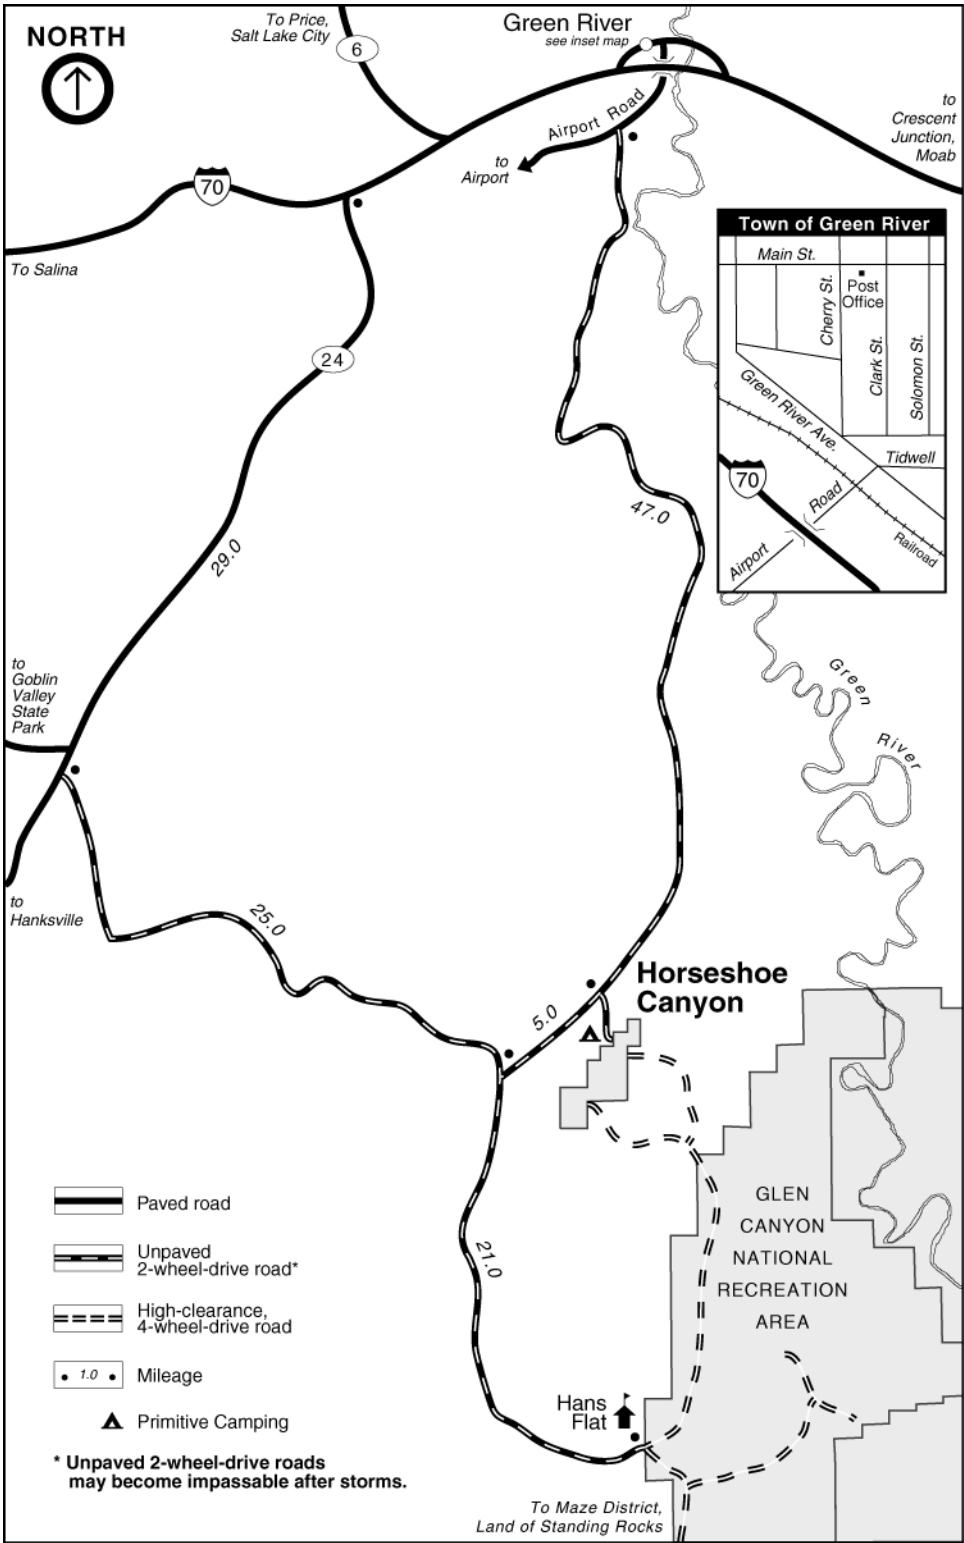 NORTH
To Price,
Salt Lake City
6
Green River
see inset map
Airport Road
to
Airport
to
Crescent
Junction,
Moab
70
To Salina
24
Town of Green River
Main St.
Cherry St.
Post
Office
Clark St.
Solomon St.
Green River Ave.
Tidwell
70
Road
Airport
Railroad
47.0
29.0
to
Goblin
Valley
State
Park
Green
River
to
Hanksville
25.0
Horseshoe
Canyon
5.0
21.0
GLEN
CANYON
NATIONAL
RECREATION
AREA
Paved road
Unpaved
2-wheel-drive road*
High-clearance,
4-wheel-drive road
1.0
Mileage
Primitive Camping
* Unpaved 2-wheel-drive roads
may become impassable after storms.
Hans
Flat
To Maze District,
Land of Standing Rocks